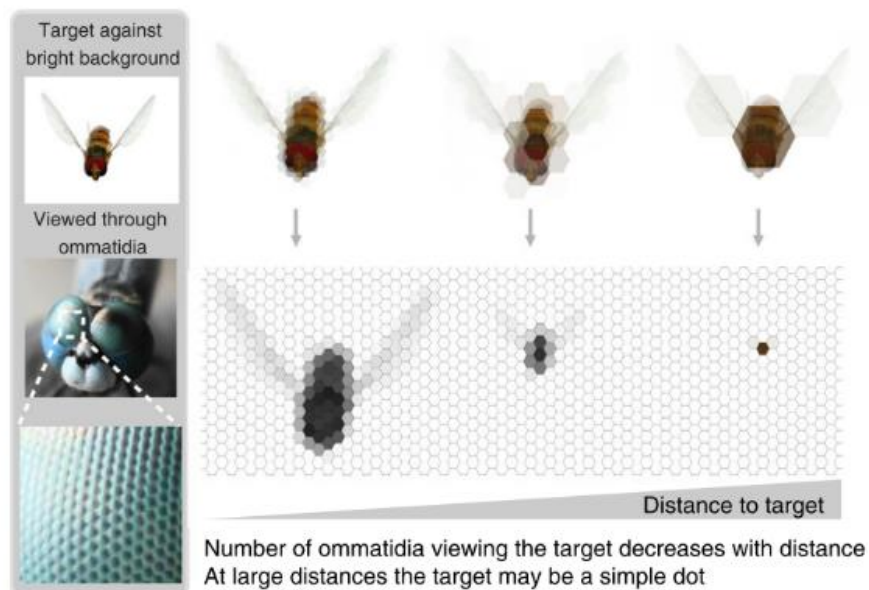 Target against
bright background
Viewed through
ommatidia
Distance to target
Number of ommatidia viewing the target decreases with distance
At large distances the target may be a simple dot